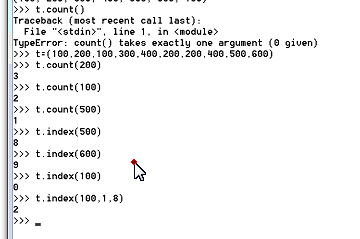 >>> t.count()
Traceback (most recent call last):
File "<stdin>", line 1, in <module>
TypeError: count() takes exactly one argument (0 given)
>>> t=(100,200,100,300,400,200,200,400,500,600)
>>> t.count(200)
3
>>> t.count(100)
2
>>> t.count(500)
1
>>> t.index(500)
8
>>> t.index(600)
9
>>> t.index(100)
0
>>> t.index(100,1,8)
2
>>> _